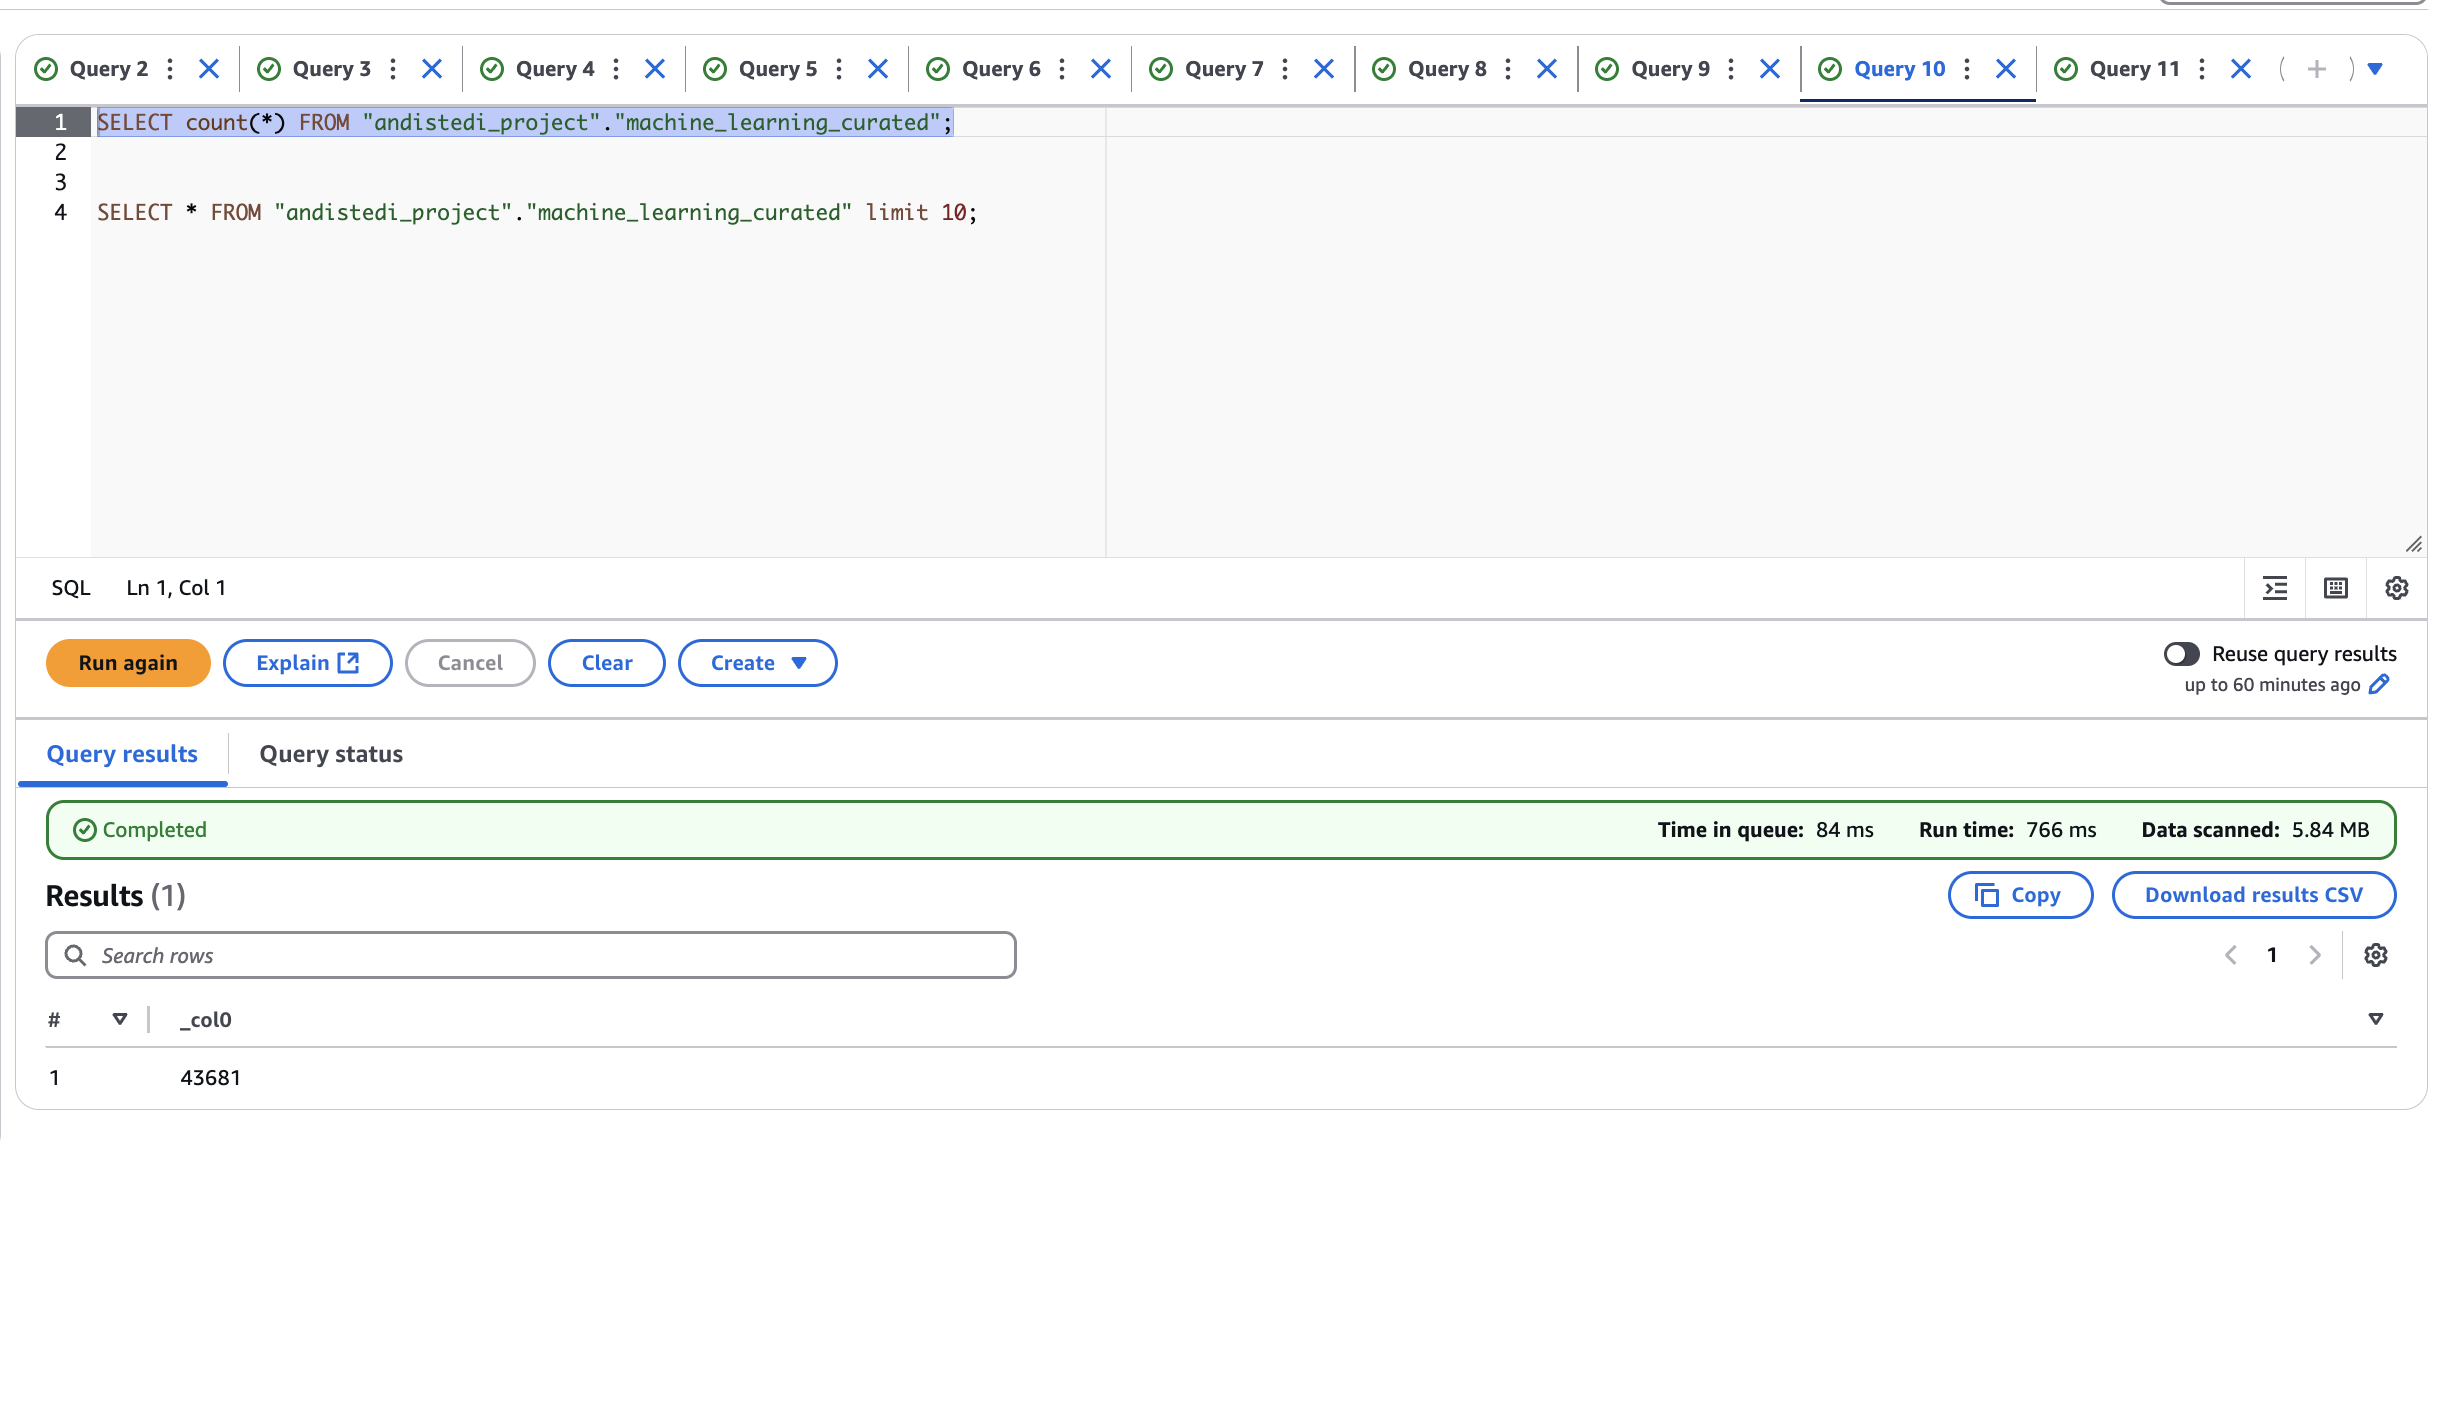 Query 2 Query 3 Query 4 Query 5 Query 6 Query 7 Query 8 Query 9 Query 10 Query 11
1 SELECT count(*) FROM "andistedi_project"."machine_learning_curated";
2
3
4 SELECT * FROM "andistedi_project"."machine_learning_curated" limit 10;
SQL Ln 1, Col 1
Run again Explain Cancel Clear Create Reuse query results
up to 60 minutes ago
Query results Query status
Completed Time in queue: 84 ms Run time: 766 ms Data scanned: 5.84 MB
Results (1) Copy Download results CSV
Search rows 1
# _col0
1 43681